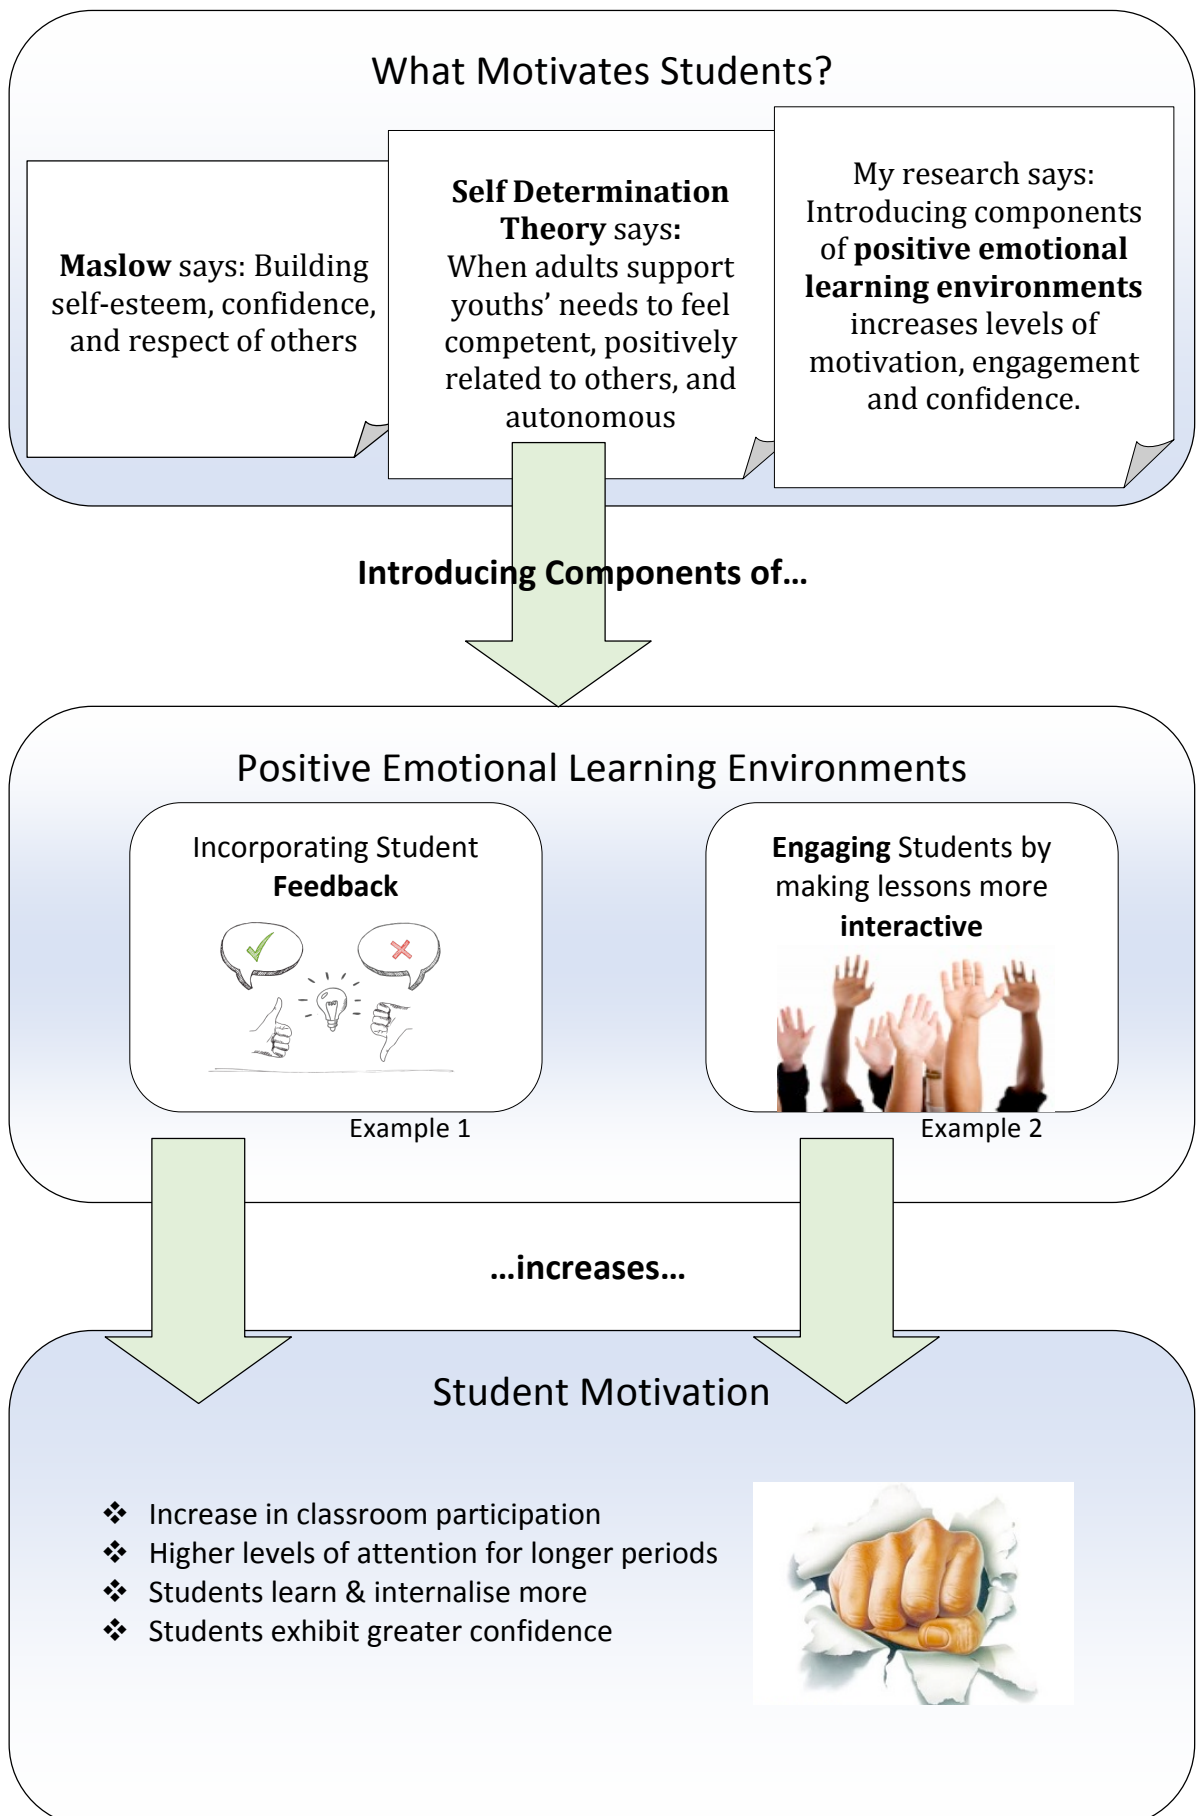 What Motivates Students?
Maslow says: Building
self-esteem, confidence,
and respect of others
Self Determination
Theory says:
When adults support
youths’ needs to feel
competent, positively
related to others, and
autonomous
My research says:
Introducing components
of positive emotional
learning environments
increases levels of
motivation, engagement
and confidence.
Introducing Components of…
Positive Emotional Learning Environments
Incorporating Student
Feedback
Example 1
Engaging Students by
making lessons more
interactive
Example 2
…increases…
Student Motivation
❖ Increase in classroom participation
❖ Higher levels of attention for longer periods
❖ Students learn & internalise more
❖ Students exhibit greater confidence